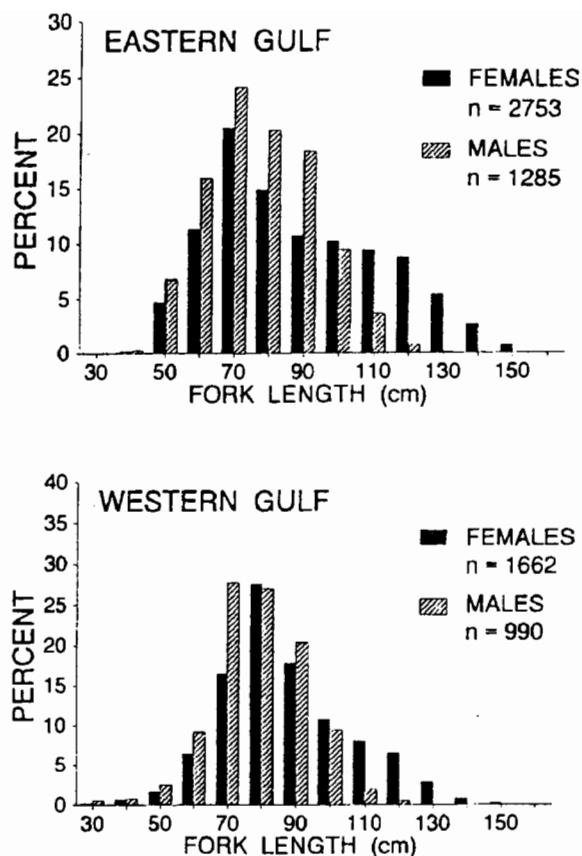 EASTERN GULF
FEMALES
n = 2753
MALES
n = 1285
PERCENT
30
25
20
15
10
5
0
30 50 70 90 110 130 150
FORK LENGTH (cm)
WESTERN GULF
FEMALES
n = 1662
MALES
n = 990
PERCENT
40
35
30
25
20
15
10
5
0
30 50 70 90 110 130 150
FORK LENGTH (cm)